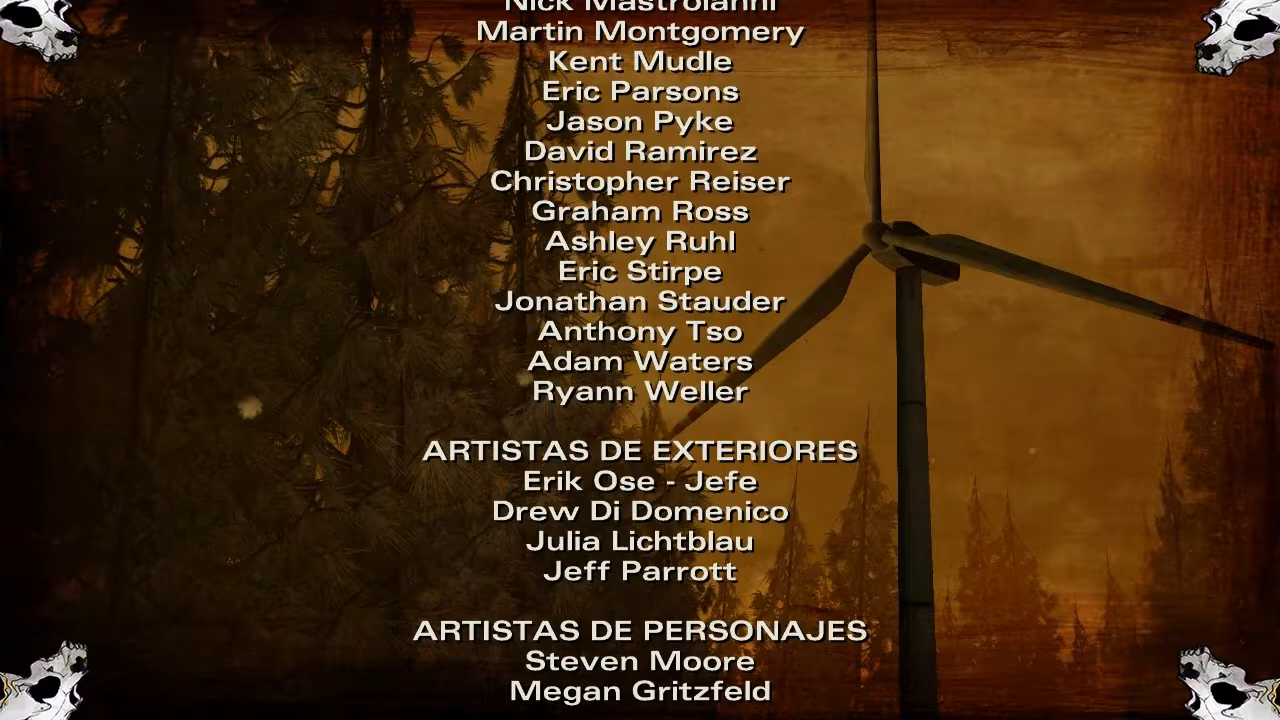 Nick Mastroianni
Martin Montgomery
Kent Mudle
Eric Parsons
Jason Pyke
David Ramirez
Christopher Reiser
Graham Ross
Ashley Ruhl
Eric Stirpe
Jonathan Stauder
Anthony Tso
Adam Waters
Ryann Weller
ARTISTAS DE EXTERIORES
Erik Ose - Jefe
Drew Di Domenico
Julia Lichtblau
Jeff Parrott
ARTISTAS DE PERSONAJES
Steven Moore
Megan Gritzfeld